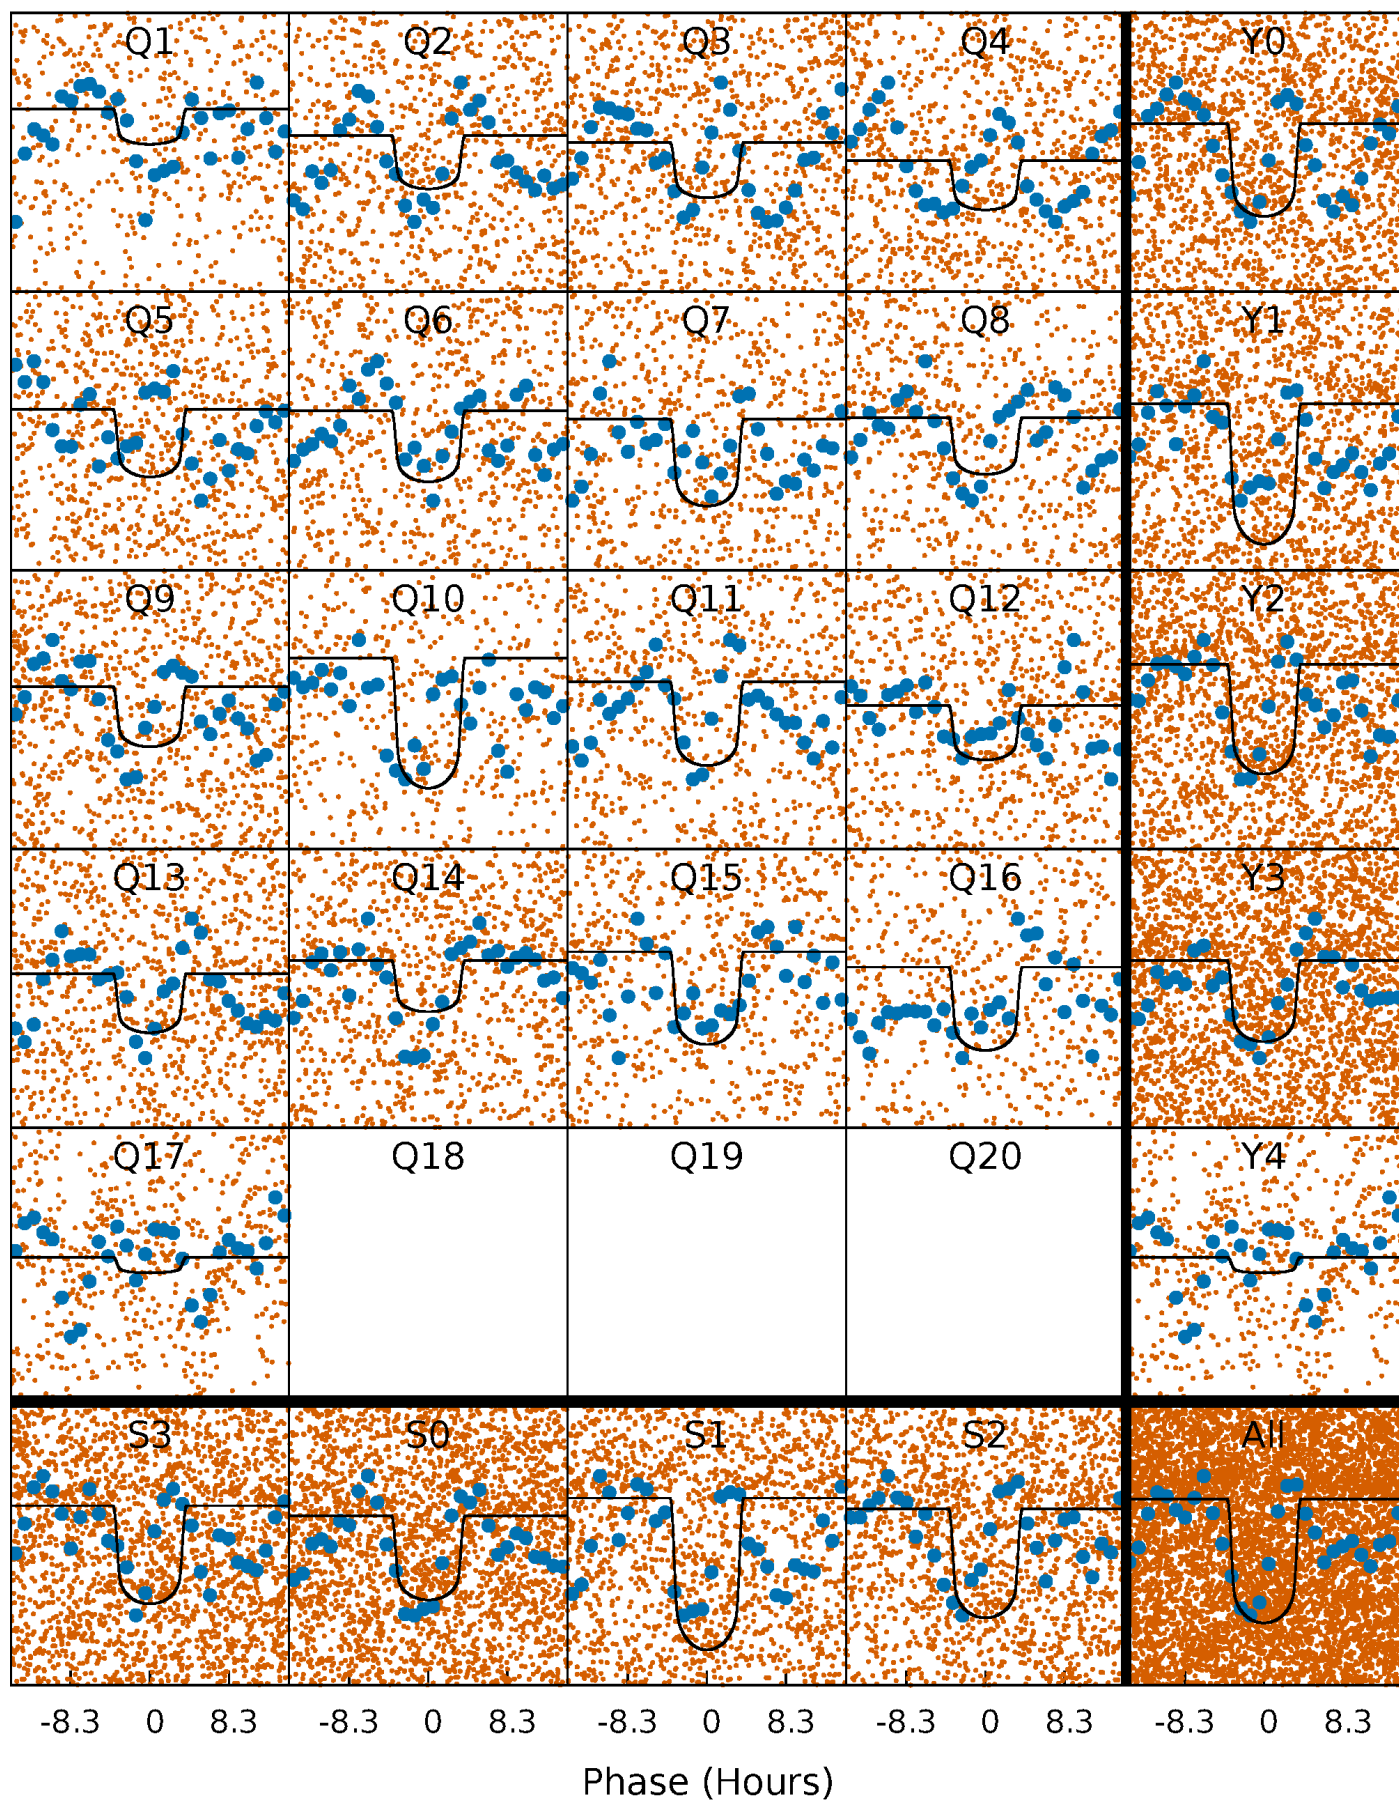 Q1 Q2 Q3 Q4 Y0
Q5 Q6 Q7 Q8 Y1
Q9 Q10 Q11 Q12 Y2
Q13 Q14 Q15 Q16 Y3
Q17 Q18 Q19 Q20 Y4
S3 S0 S1 S2 All
-8.3 0 8.3 -8.3 0 8.3 -8.3 0 8.3 -8.3 0 8.3 -8.3 0 8.3
Phase (Hours)